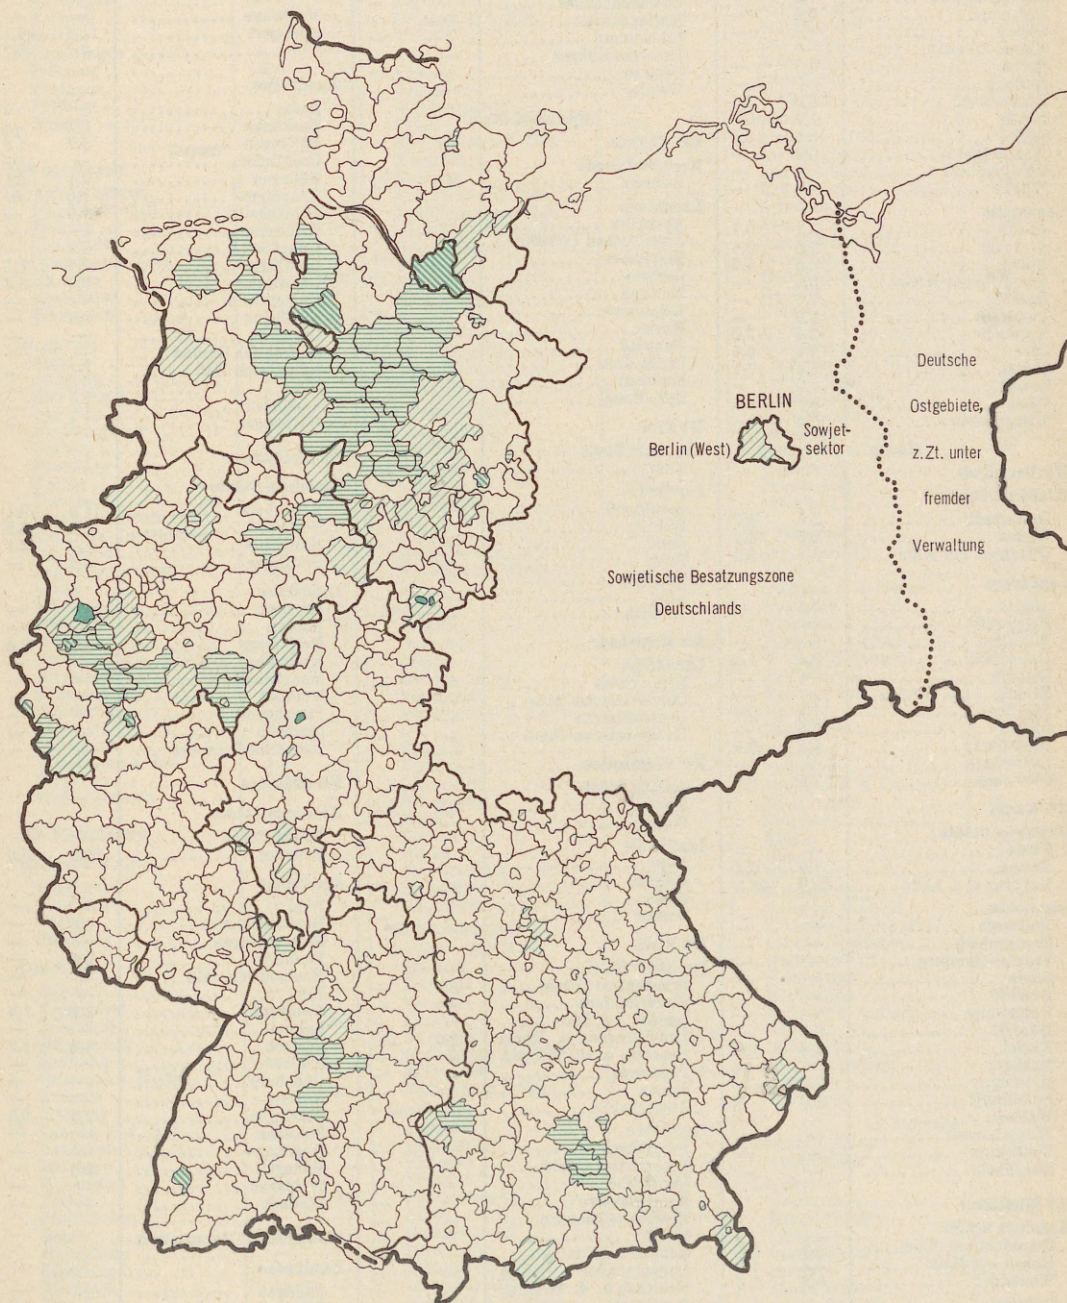 Deutsche
Ostgebiete,
z. Zt. unter
fremder
Verwaltung
BERLIN
Berlin (West)
Sowjet-
sektor
Sowjetische Besatzungszone
Deutschlands